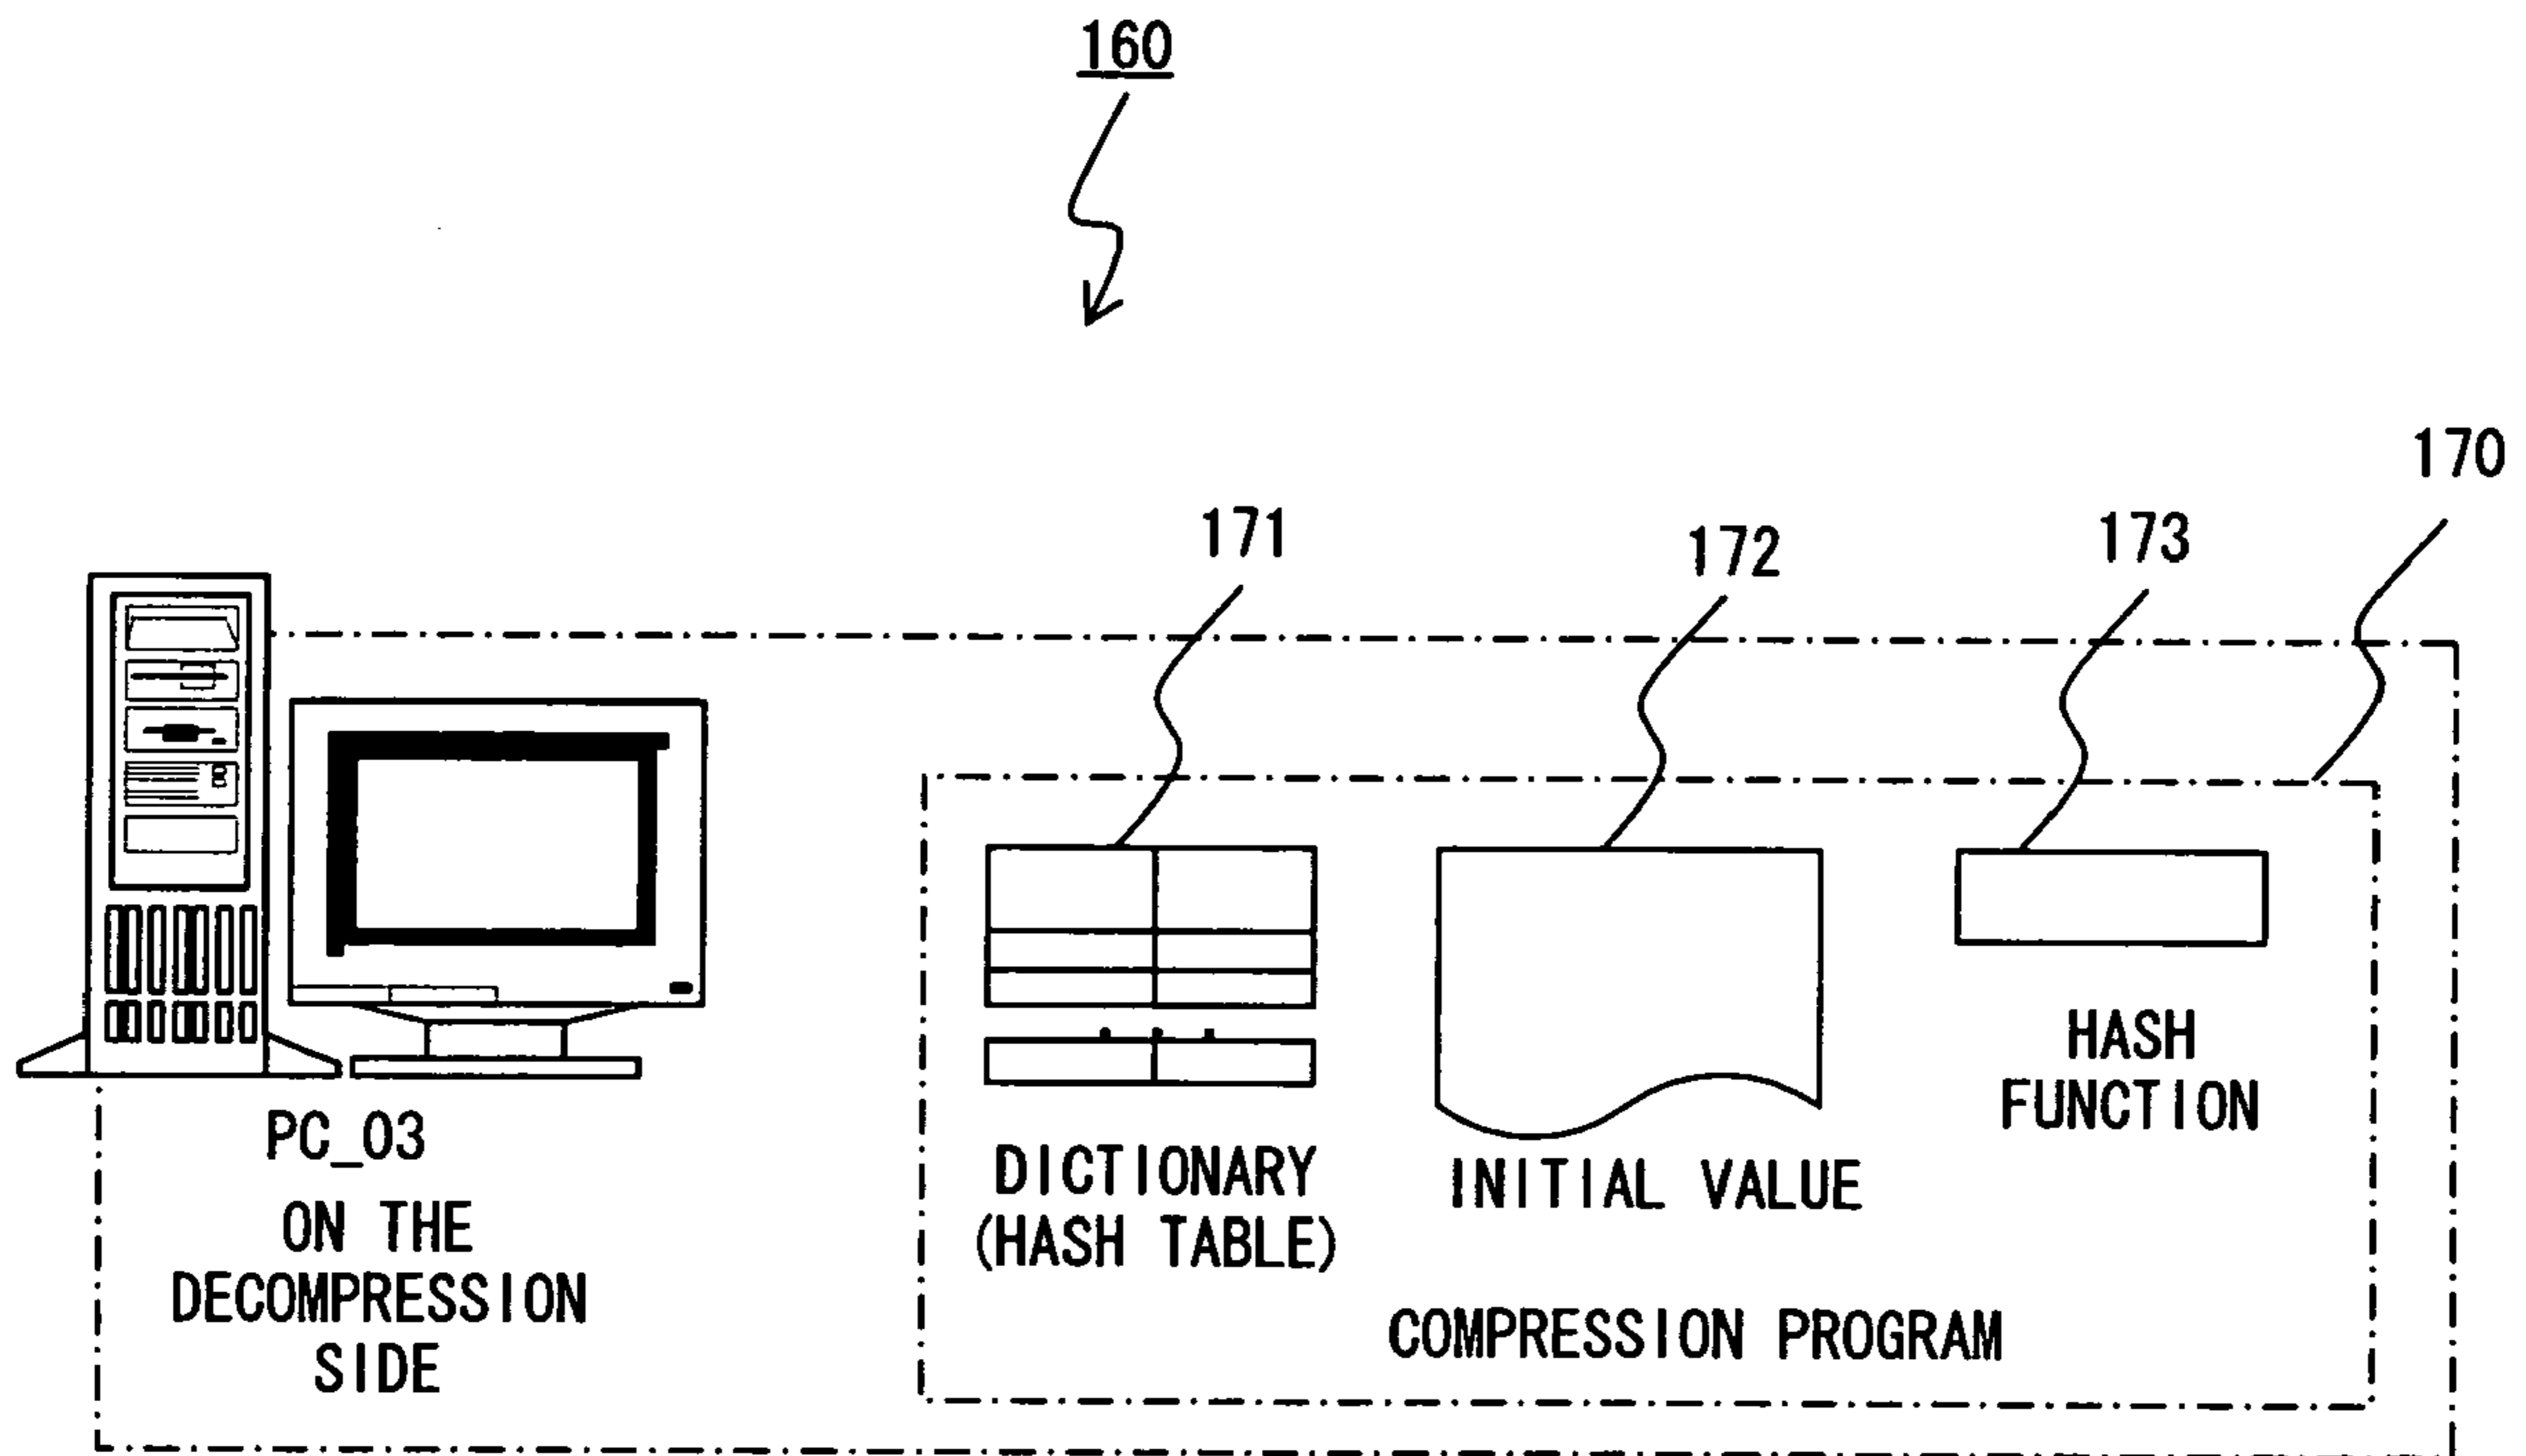 160
170
171
172
173
PC_03
ON THE
DECOMPRESSION
SIDE
DICTIONARY
(HASH TABLE)
INITIAL VALUE
HASH
FUNCTION
COMPRESSION PROGRAM